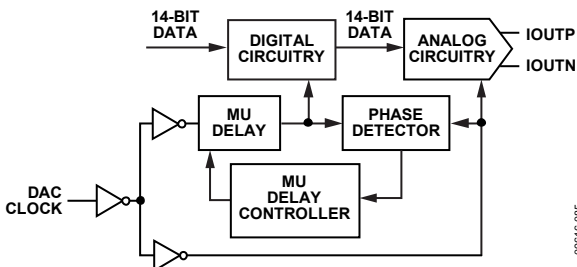 14-BIT
DATA
DIGITAL
CIRCUITRY
14-BIT
DATA
ANALOG
CIRCUITRY
IOUTP
IOUTN
MU
DELAY
PHASE
DETECTOR
MU
DELAY
CONTROLLER
DAC
CLOCK